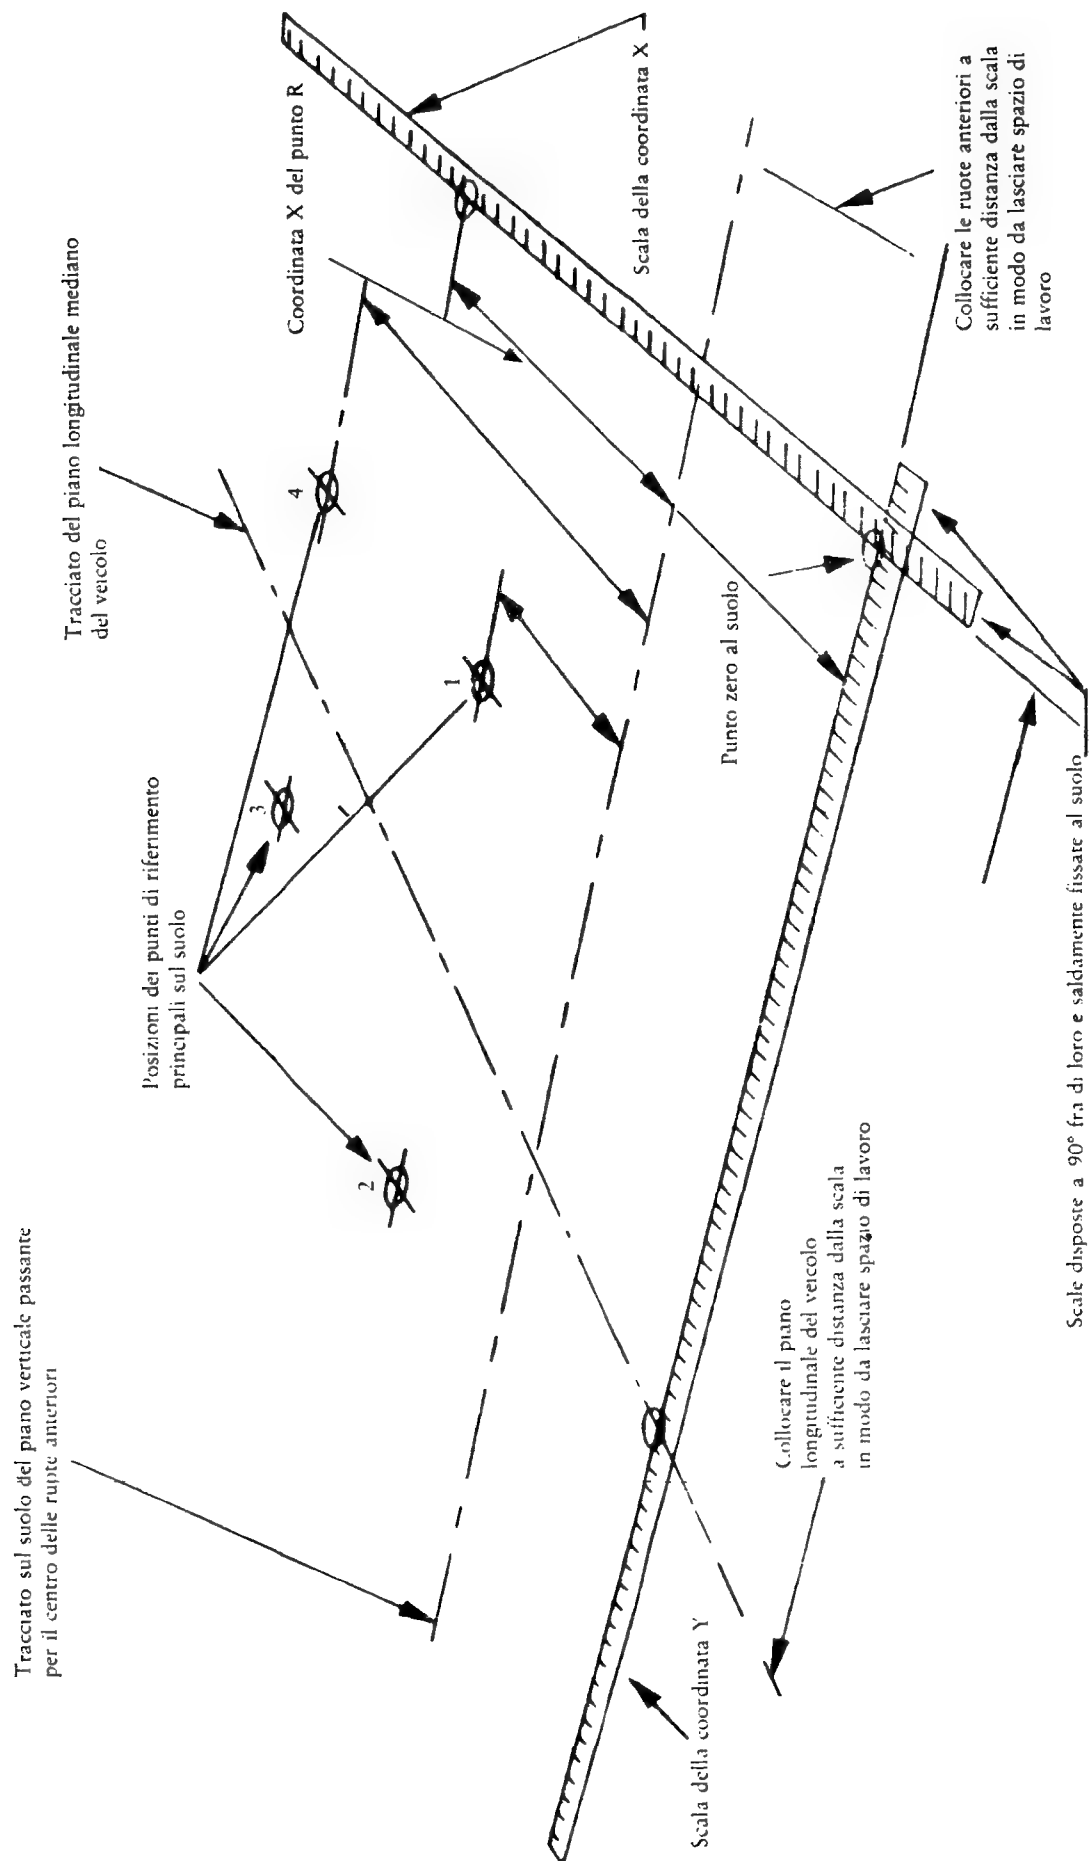 Tracciato sul suolo del piano verticale passante
per il centro delle ruote anteriori
Posizioni dei punti di riferimento
principali sul suolo
Tracciato del piano longitudinale mediano
del veicolo
Coordinata X del punto R
Scala della coordinata X
2
3
1
4
Punto zero al suolo
Collocare le ruote anteriori a
sufficiente distanza dalla scala
in modo da lasciare spazio di
lavoro
Scala della coordinata Y
Collocare il piano
longitudinale del veicolo
a sufficiente distanza dalla scala
in modo da lasciare spazio di lavoro
Scale disposte a 90° fra di loro e saldamente fissate al suolo